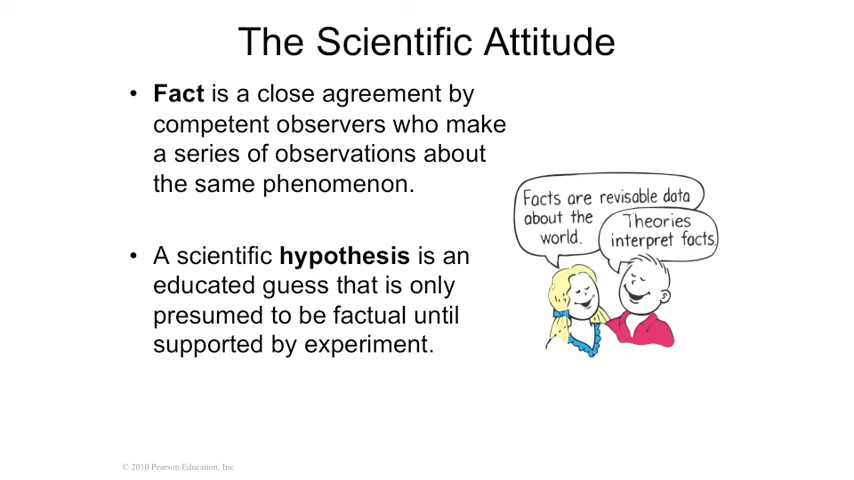 The Scientific Attitude
• Fact is a close agreement by
competent observers who make
a series of observations about
the same phenomenon.
• A scientific hypothesis is an
educated guess that is only
presumed to be factual until
supported by experiment.
Facts are revisable data
about the
world.
Theories
interpret facts.
© 2010 Pearson Education, Inc.